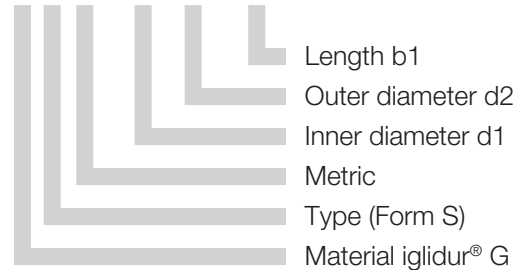 Length b1
Outer diameter d2
Inner diameter d1
Metric
Type (Form S)
Material iglidur® G